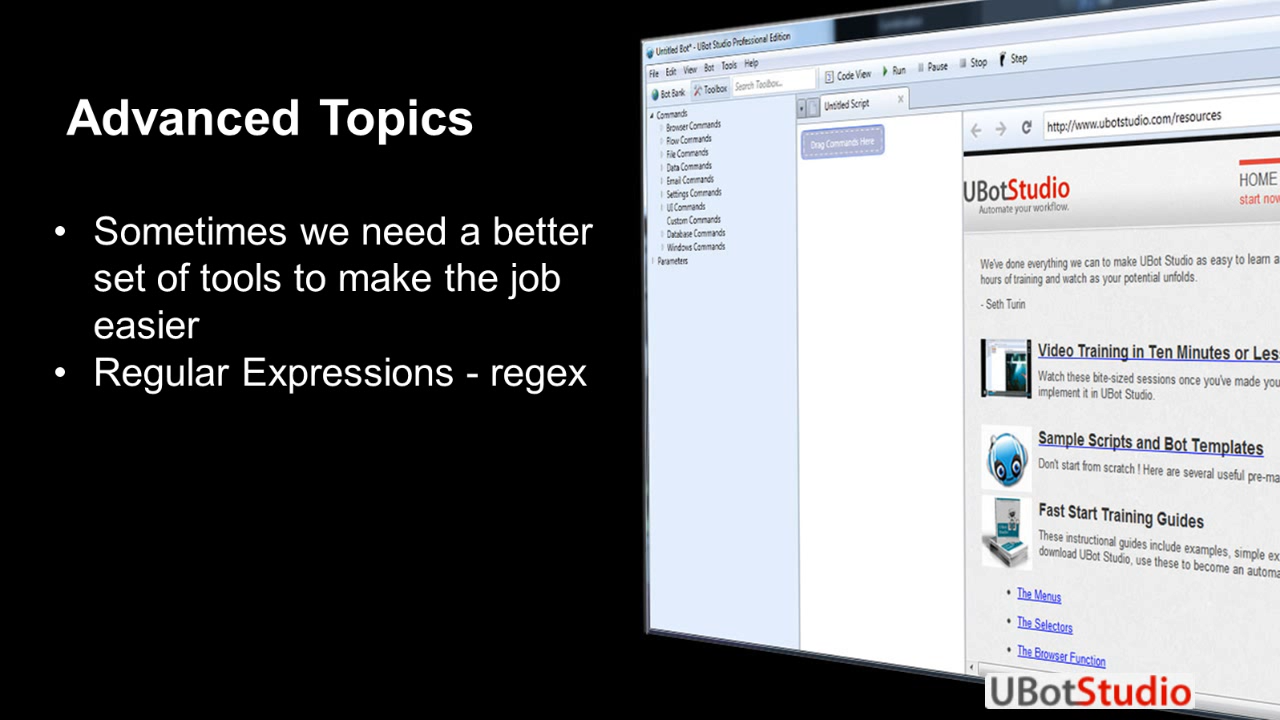 Advanced Topics
• Sometimes we need a better
set of tools to make the job
easier
• Regular Expressions - regex
Untitled Bot* - UBot Studio Professional Edition
File Edit View Bot Tools Help
Bot Bank Toolbox Search Toolbox... Code View Run Pause Stop Step
Commands
Browser Commands
Flow Commands
File Commands
Data Commands
Email Commands
Settings Commands
UI Commands
Custom Commands
Database Commands
Windows Commands
Parameters
Untitled Script
Drag Commands Here
http://www.ubotstudio.com/resources
UBotStudio
Automate your workflow.
HOME
start now
We've done everything we can to make UBot Studio as easy to learn a
hours of training and watch as your potential unfolds.
- Seth Turin
Video Training in Ten Minutes or Les
Watch these bite-sized sessions once you've made you
implement it in UBot Studio.
Sample Scripts and Bot Templates
Don't start from scratch ! Here are several useful pre-ma
Fast Start Training Guides
These instructional guides include examples, simple ex
download UBot Studio, use these to become an automa
• The Menus
• The Selectors
• The Browser Function
UBotStudio